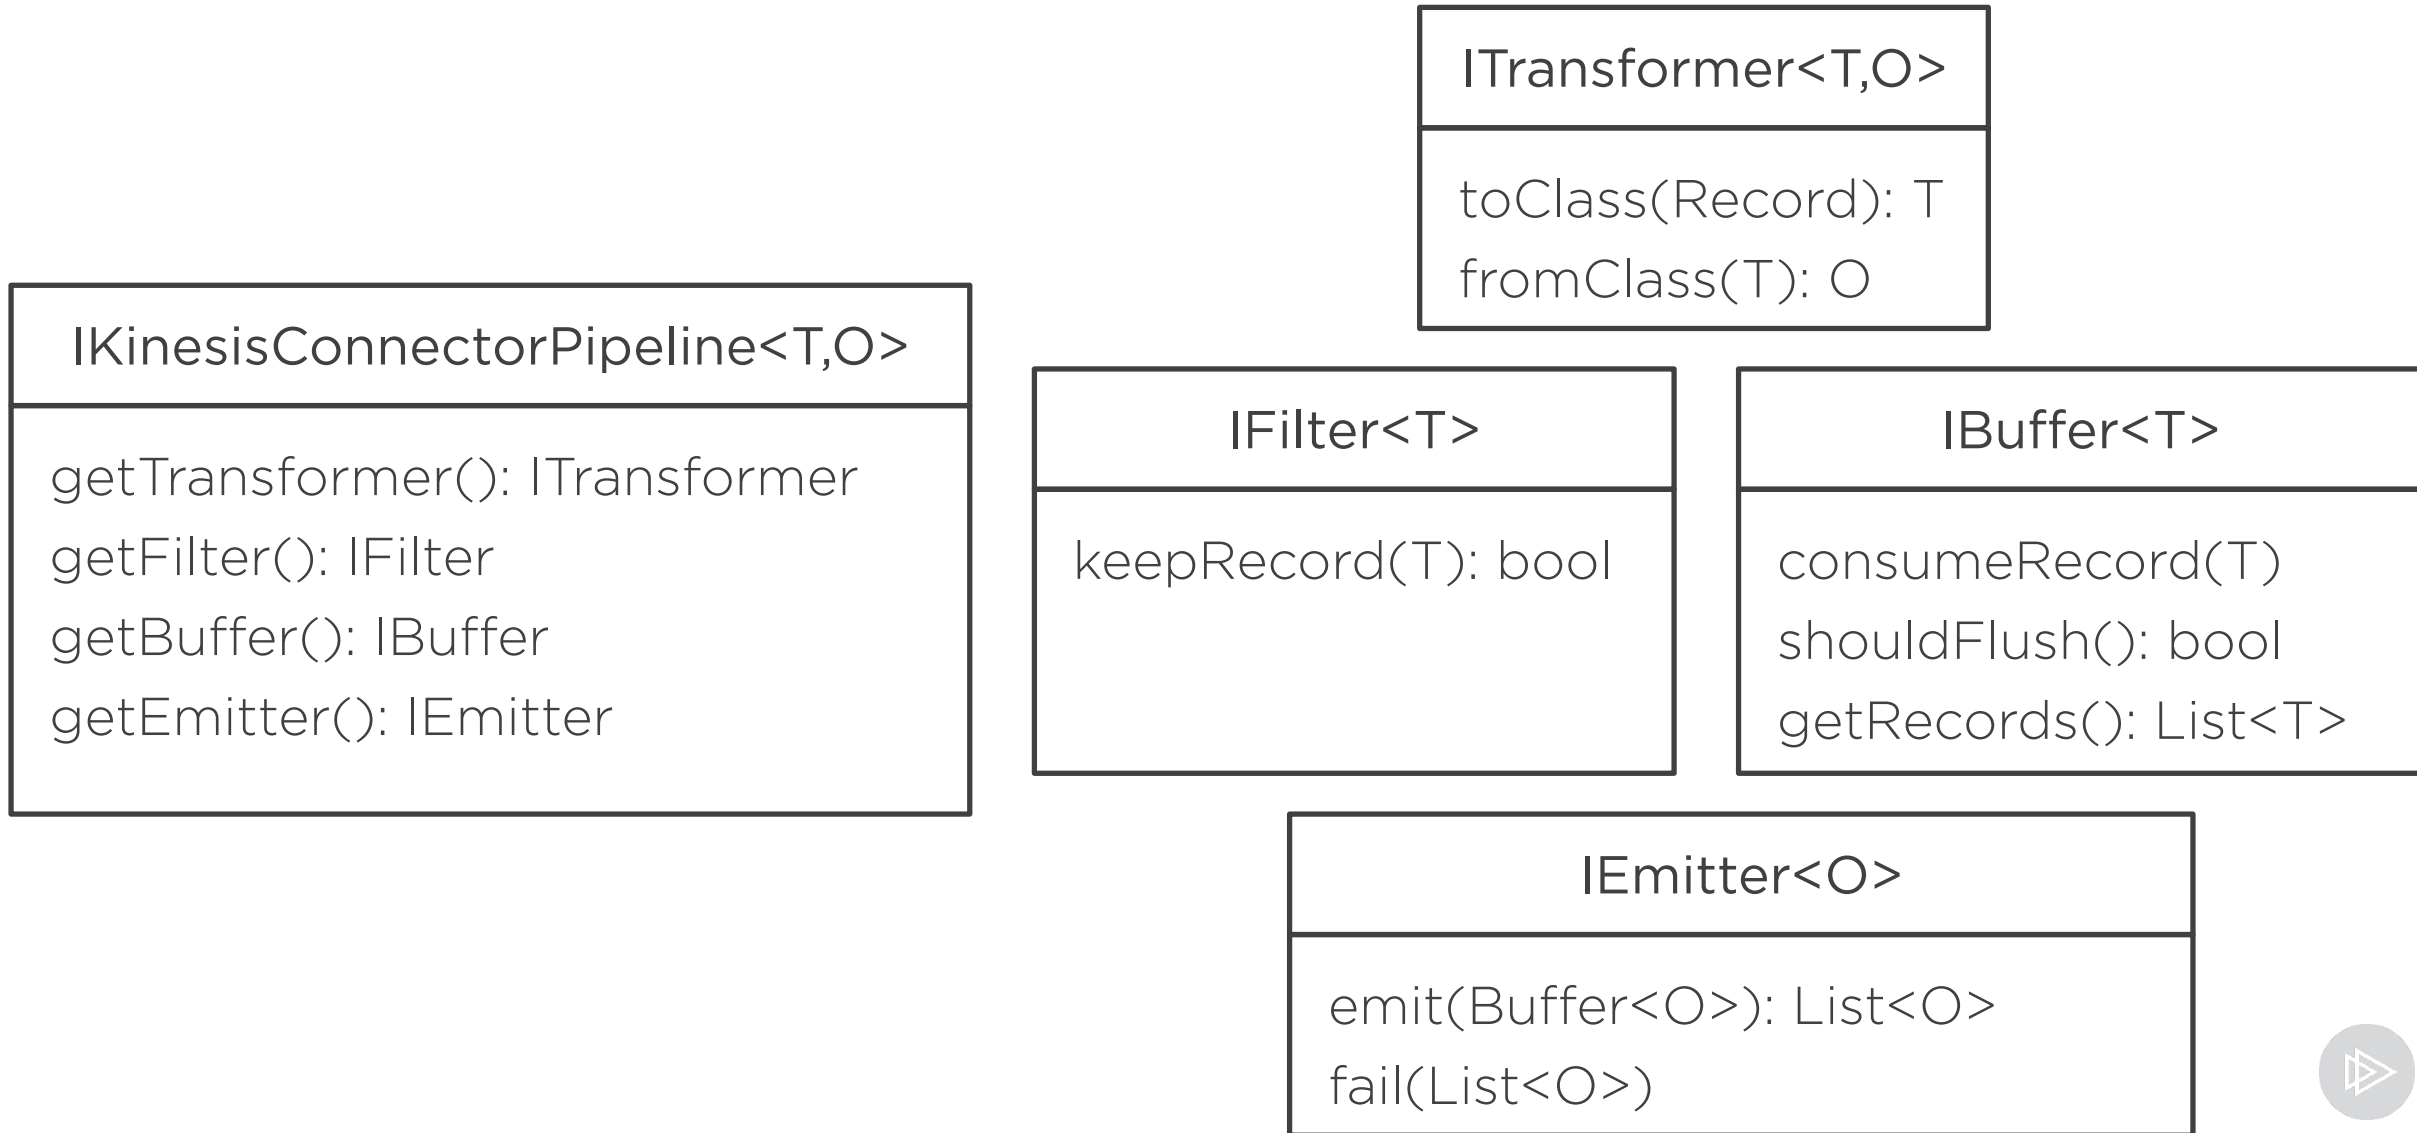 ITransformer<T,O>
toClass(Record): T
fromClass(T): O
IKinesisConnectorPipeline<T,O>
getTransformer(): ITransformer
getFilter(): IFilter
getBuffer(): IBuffer
getEmitter(): IEmitter
IFilter<T>
keepRecord(T): bool
IBuffer<T>
consumeRecord(T)
shouldFlush(): bool
getRecords(): List<T>
IEmitter<O>
emit(Buffer<O>): List<O>
fail(List<O>)